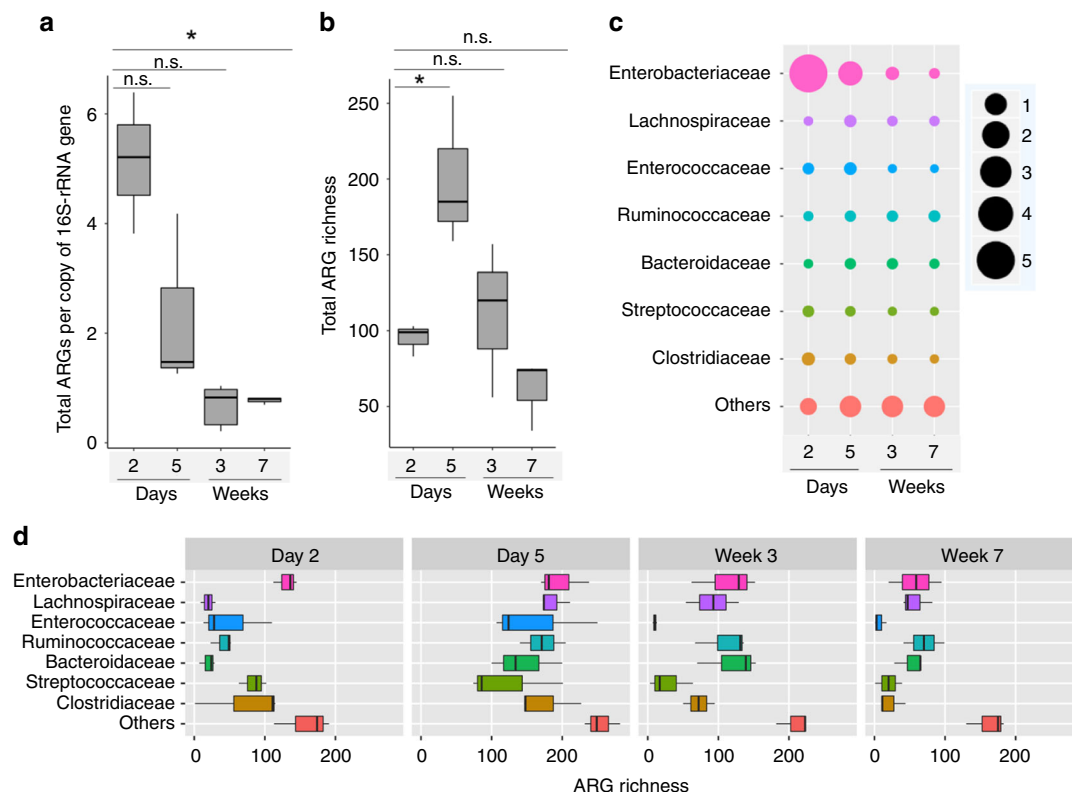 a
*
n.s.
n.s.
Total ARGs per copy of 16S-rRNA gene
6
4
2
0
2 5 3 7
Days Weeks
b
n.s.
n.s.
*
Total ARG richness
250
200
150
100
50
2 5 3 7
Days Weeks
c
Enterobacteriaceae
Lachnospiraceae
Enterococcaceae
Ruminococcaceae
Bacteroidaceae
Streptococcaceae
Clostridiaceae
Others
2 5 3 7
Days Weeks
1
2
3
4
5
d
Day 2 Day 5 Week 3 Week 7
Enterobacteriaceae
Lachnospiraceae
Enterococcaceae
Ruminococcaceae
Bacteroidaceae
Streptococcaceae
Clostridiaceae
Others
0 100 200 0 100 200 0 100 200 0 100 200
ARG richness